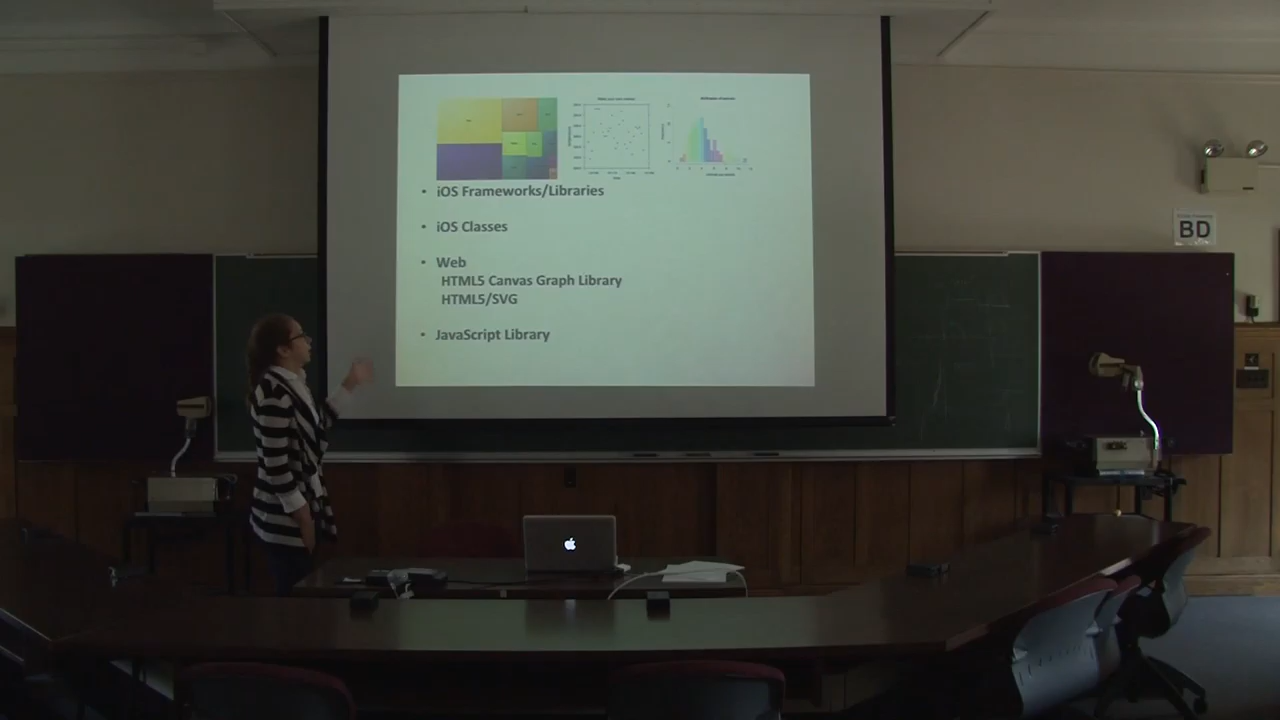 • iOS Frameworks/Libraries
• iOS Classes
• Web
HTML5 Canvas Graph Library
HTML5/SVG
• JavaScript Library
BD